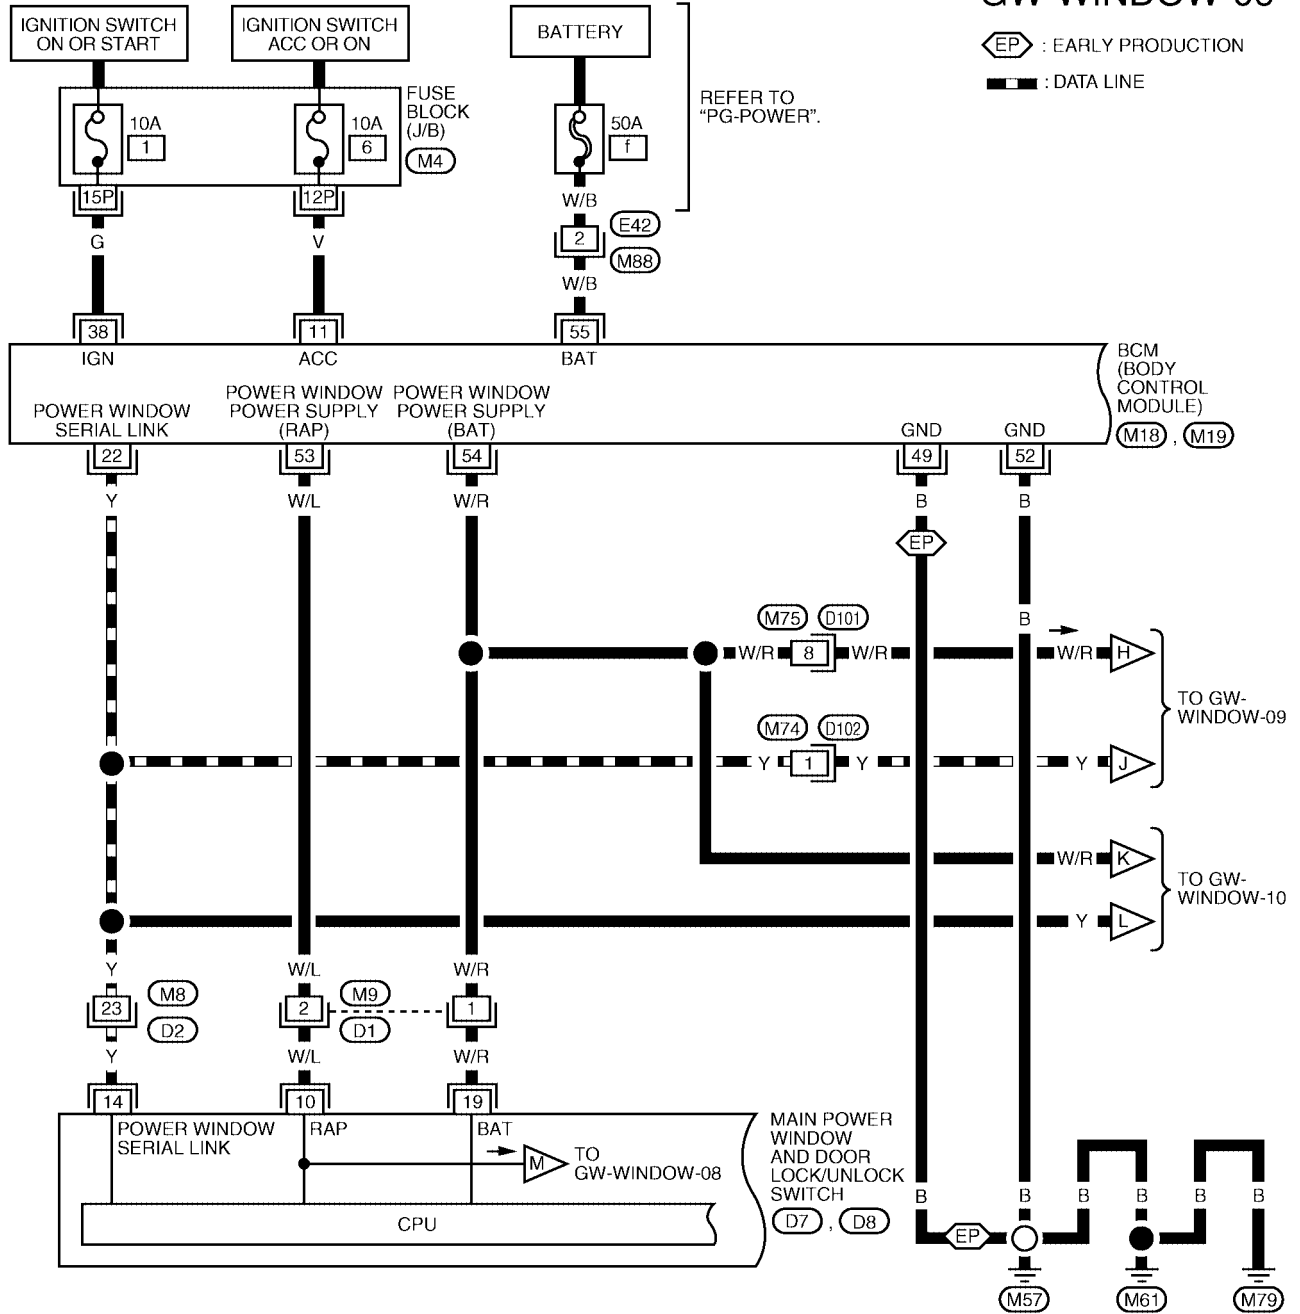 IGNITION SWITCH
ON OR START
IGNITION SWITCH
ACC OR ON
BATTERY
EP : EARLY PRODUCTION
: DATA LINE
REFER TO
"PG-POWER".
FUSE
BLOCK
(J/B)
M4
10A
1
10A
6
50A
f
15P
12P
W/B
G
V
2
E42
M88
W/B
38
11
55
IGN
ACC
BAT
BCM
(BODY
CONTROL
MODULE)
M18 , M19
POWER WINDOW
SERIAL LINK
POWER WINDOW
POWER SUPPLY
(RAP)
POWER WINDOW
POWER SUPPLY
(BAT)
GND
GND
22
53
54
49
52
Y
W/L
W/R
B
B
EP
M75
D101
B
W/R
8
W/R
W/R
H
TO GW-
WINDOW-09
M74
D102
Y
1
Y
Y
J
W/R
K
TO GW-
WINDOW-10
Y
L
Y
W/L
W/R
23
M8
D2
2
M9
D1
1
Y
W/L
W/R
14
10
19
POWER WINDOW
SERIAL LINK
RAP
BAT
M
TO
GW-WINDOW-08
CPU
MAIN POWER
WINDOW
AND DOOR
LOCK/UNLOCK
SWITCH
D7 , D8
B
B
B
B
B
B
EP
M57
M61
M79